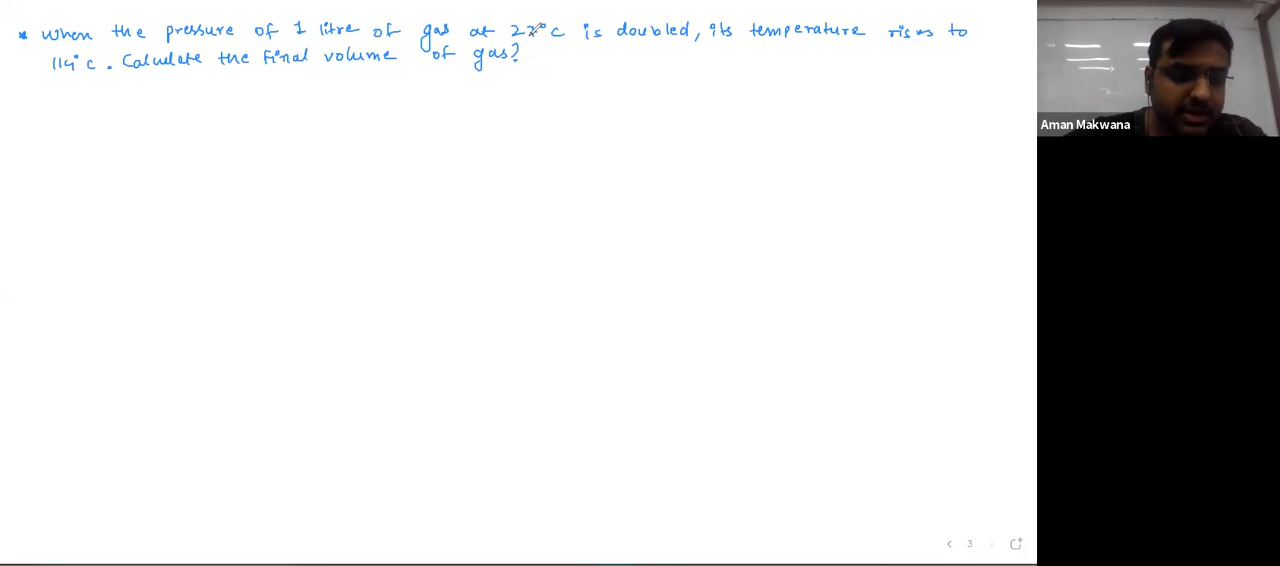 * When the pressure of 1 litre of gas at 27°C is doubled, its temperature rises to
114°C. Calculate the final volume of gas?
Aman Makwana
3